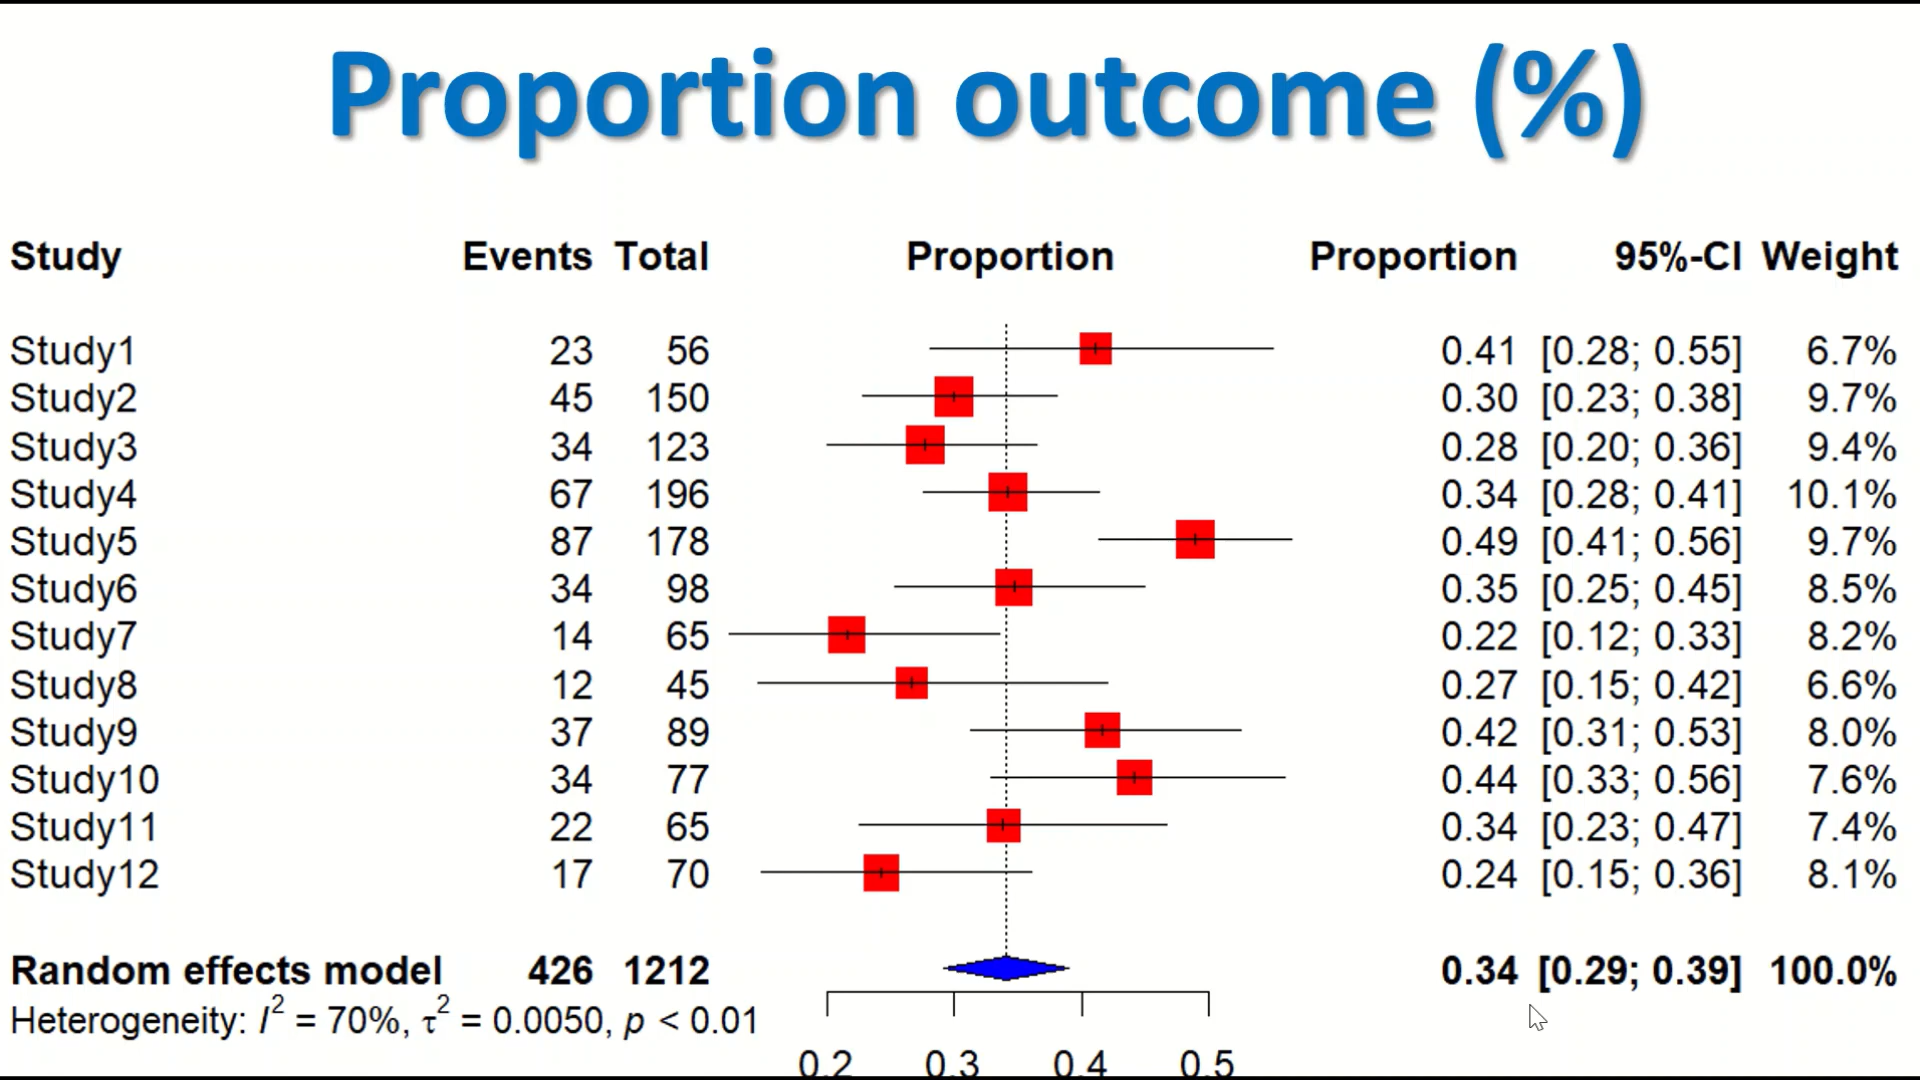 Proportion outcome (%)
Study Events Total Proportion Proportion 95%-CI Weight
Study1 23 56 0.41 [0.28; 0.55] 6.7%
Study2 45 150 0.30 [0.23; 0.38] 9.7%
Study3 34 123 0.28 [0.20; 0.36] 9.4%
Study4 67 196 0.34 [0.28; 0.41] 10.1%
Study5 87 178 0.49 [0.41; 0.56] 9.7%
Study6 34 98 0.35 [0.25; 0.45] 8.5%
Study7 14 65 0.22 [0.12; 0.33] 8.2%
Study8 12 45 0.27 [0.15; 0.42] 6.6%
Study9 37 89 0.42 [0.31; 0.53] 8.0%
Study10 34 77 0.44 [0.33; 0.56] 7.6%
Study11 22 65 0.34 [0.23; 0.47] 7.4%
Study12 17 70 0.24 [0.15; 0.36] 8.1%
Random effects model 426 1212 0.34 [0.29; 0.39] 100.0%
Heterogeneity: I² = 70%, τ² = 0.0050, p < 0.01
0.2 0.3 0.4 0.5